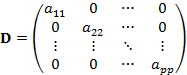 D = ( a₁₁ 0 ⋯ 0
0 a₂₂ ⋯ 0
⋮ ⋮ ⋱ ⋮
0 0 ⋯ aₚₚ )